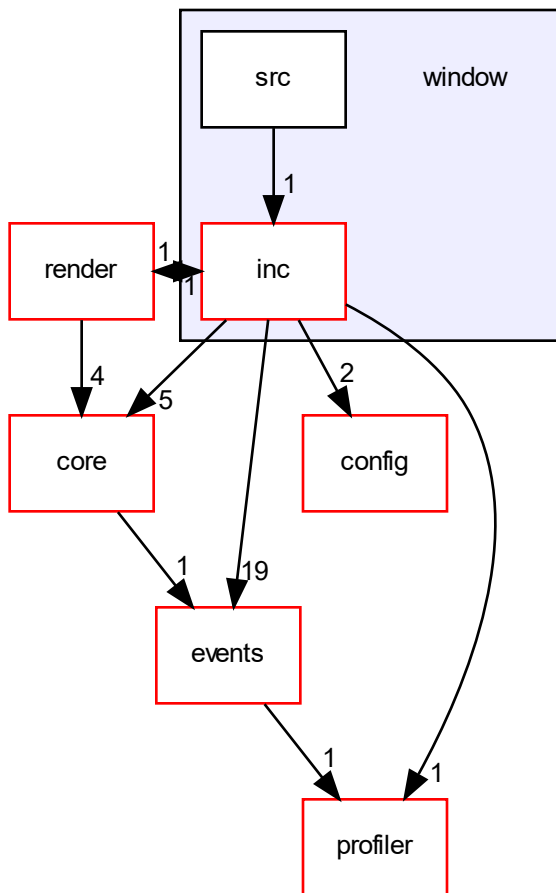 src
window
1
render
1
1
inc
4
5
2
core
config
1
19
events
1
1
profiler